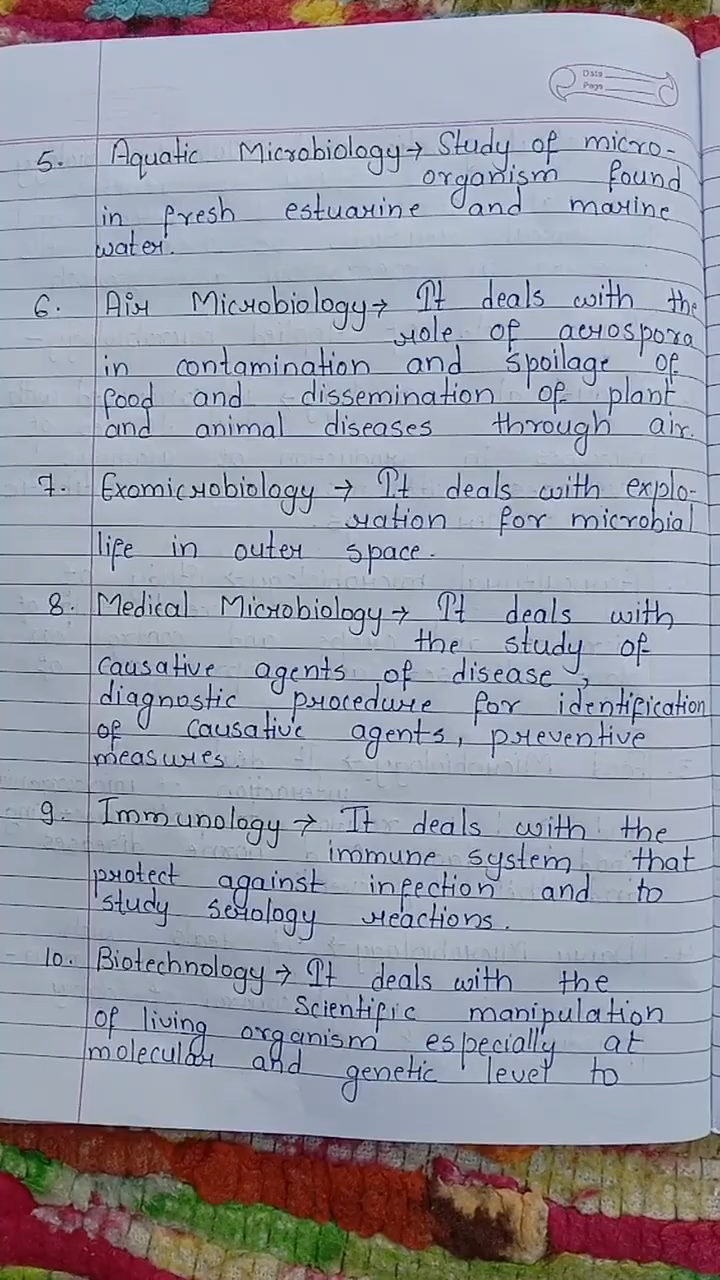 Date
Page
5. Aquatic Microbiology → Study of micro-
organism found
in fresh estuarine and marine
water.
6. Air Microbiology → It deals with the
role of aerospora
in contamination and spoilage of
food and dissemination of plant
and animal diseases through air.
7. Exomicrobiology → It deals with explo-
ration for microbial
life in outer space.
8. Medical Microbiology → It deals with
the study of
causative agents of disease,
diagnostic procedure for identification
of causative agents, preventive
measures.
9. Immunology → It deals with the
immune system that
protect against infection and to
study serology reactions.
10. Biotechnology → It deals with the
Scientific manipulation
of living organism especially at
molecular and genetic level to